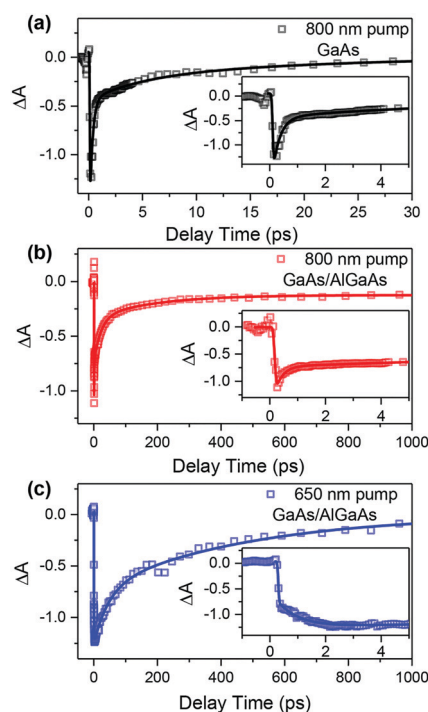 (a)
800 nm pump
GaAs
0.0
-0.5
-1.0
ΔA
0.0
-0.5
-1.0
ΔA
0 2 4
0 5 10 15 20 25 30
Delay Time (ps)
(b)
800 nm pump
GaAs/AlGaAs
0.0
-0.5
-1.0
ΔA
0.0
-0.5
-1.0
ΔA
0 2 4
0 200 400 600 800 1000
Delay Time (ps)
(c)
650 nm pump
GaAs/AlGaAs
0.0
-0.5
-1.0
ΔA
0.0
-0.5
-1.0
ΔA
0 2 4
0 200 400 600 800 1000
Delay Time (ps)